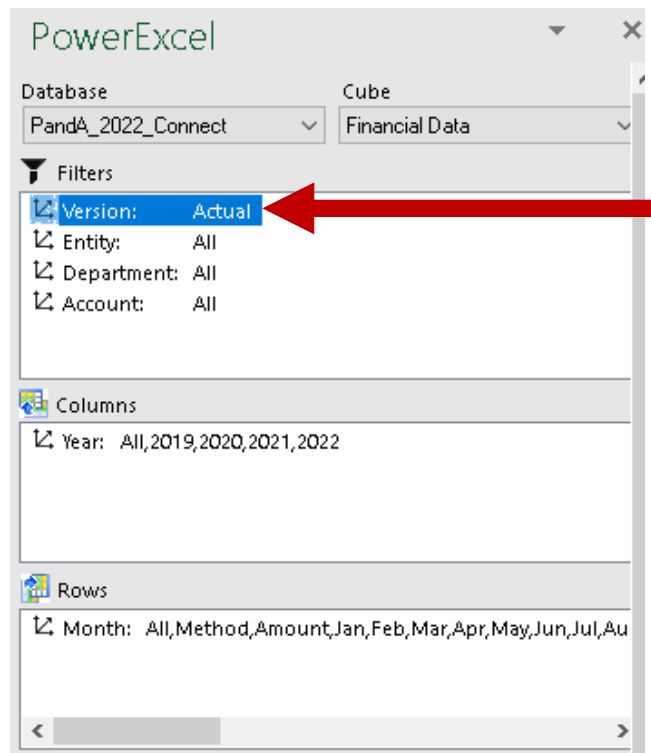 PowerExcel
Database Cube
PandA_2022_Connect Financial Data
Filters
Version: Actual
Entity: All
Department: All
Account: All
Columns
Year: All,2019,2020,2021,2022
Rows
Month: All,Method,Amount,Jan,Feb,Mar,Apr,May,Jun,Jul,Au